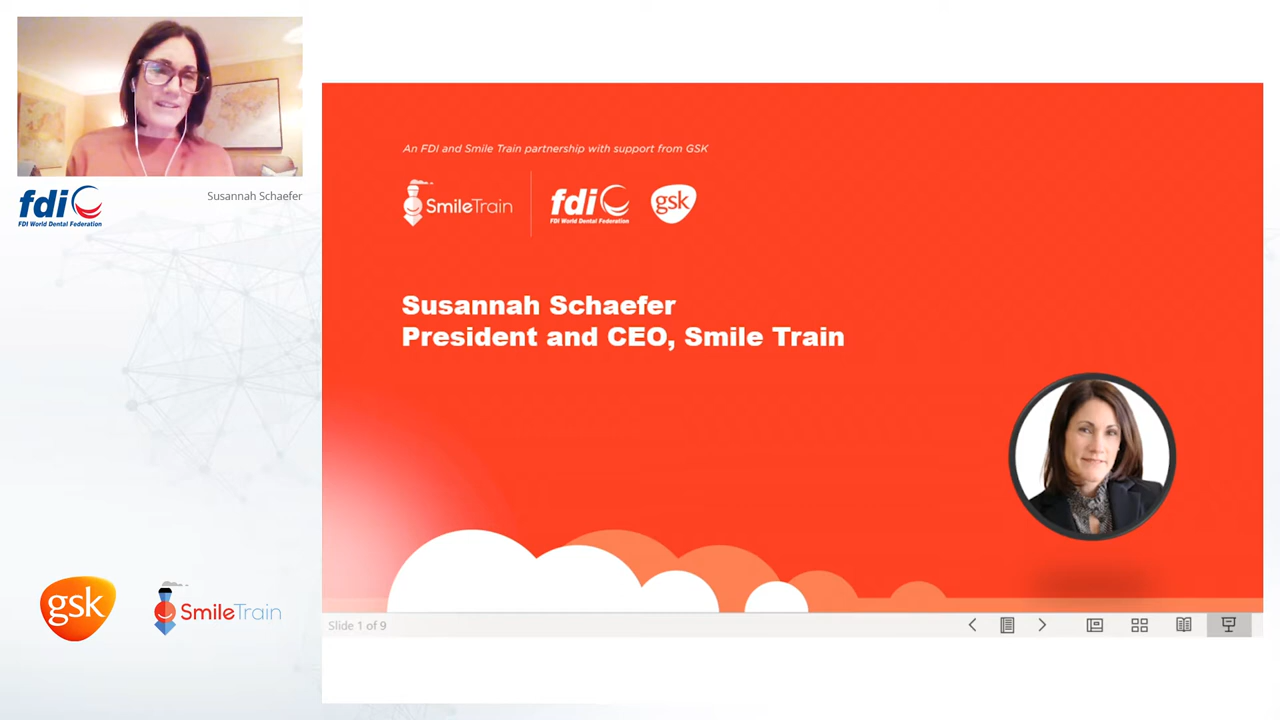 fdi
FDI World Dental Federation
Susannah Schaefer
An FDI and Smile Train partnership with support from GSK
SmileTrain
fdi
FDI World Dental Federation
gsk
Susannah Schaefer
President and CEO, Smile Train
gsk
SmileTrain
Slide 1 of 9